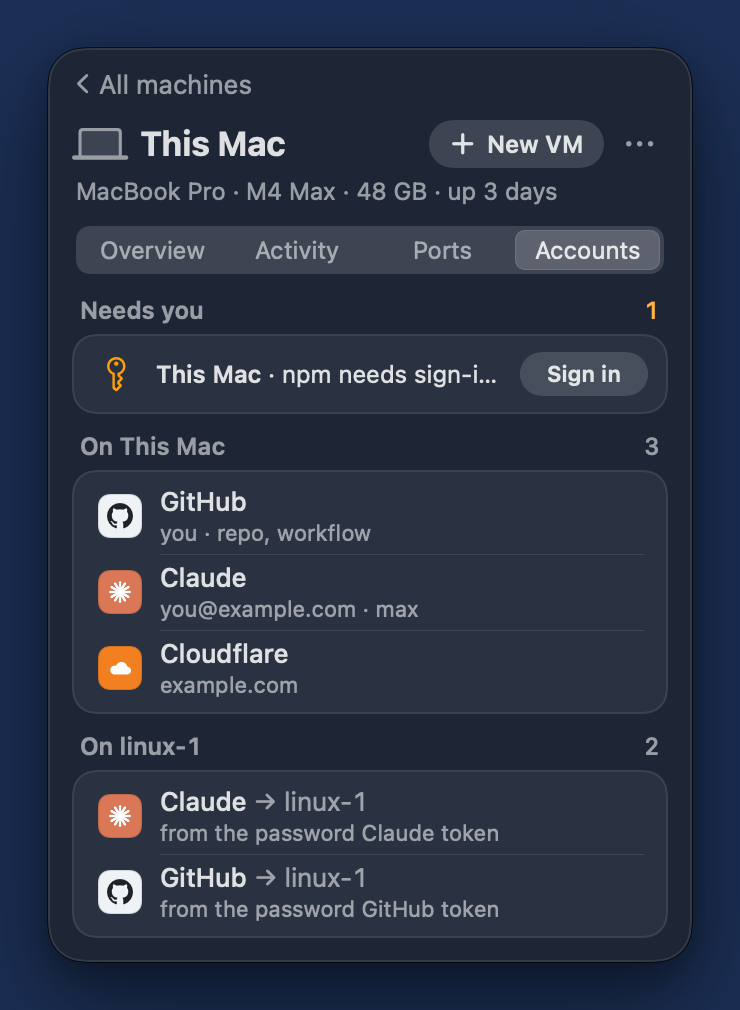 All machines
This Mac
New VM
MacBook Pro · M4 Max · 48 GB · up 3 days
Overview
Activity
Ports
Accounts
Needs you
1
This Mac · npm needs sign-i...
Sign in
On This Mac
3
GitHub
you · repo, workflow
Claude
you@example.com · max
Cloudflare
example.com
On linux-1
2
Claude → linux-1
from the password Claude token
GitHub → linux-1
from the password GitHub token